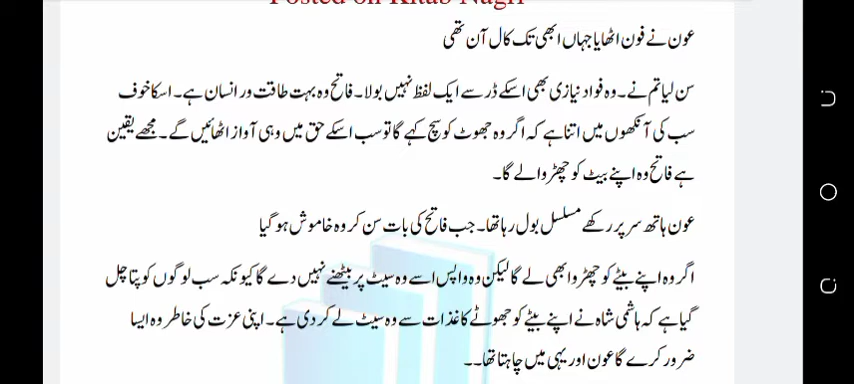 Posted on Kitab Nagri
عون نے فون اٹھایا جہاں ابھی تک کال آن تھی
سن لیا تم نے۔ وہ فواد نیازی بھی اسکے ڈر سے ایک لفظ نہیں بولا۔ فاتح وہ بہت طاقت ور انسان ہے۔ اسکا خوف
سب کی آنکھوں میں اتنا ہے کہ اگر وہ جھوٹ کو سچ کہے گا تو سب اسکے حق میں وہی آواز اٹھائیں گے۔ مجھے یقین
ہے فاتح وہ اپنے بیٹ کو چھڑوا لے گا۔
عون ہاتھ سر پر رکھے مسلسل بول رہا تھا۔ جب فاتح کی بات سن کر وہ خاموش ہو گیا
اگر وہ اپنے بیٹے کو چھڑوا بھی لے گا لیکن وہ واپس اسے وہ سیٹ پر بیٹھنے نہیں دے گا کیونکہ سب لوگوں کو پتا چل
گیا ہے کہ ہاشمی شاہ نے اپنے بیٹے کو جھوٹے کاغذات سے وہ سیٹ لے کر دی ہے۔ اپنی عزت کی خاطر وہ ایسا
ضرور کرے گا عون اور یہی میں چاہتا تھا۔۔